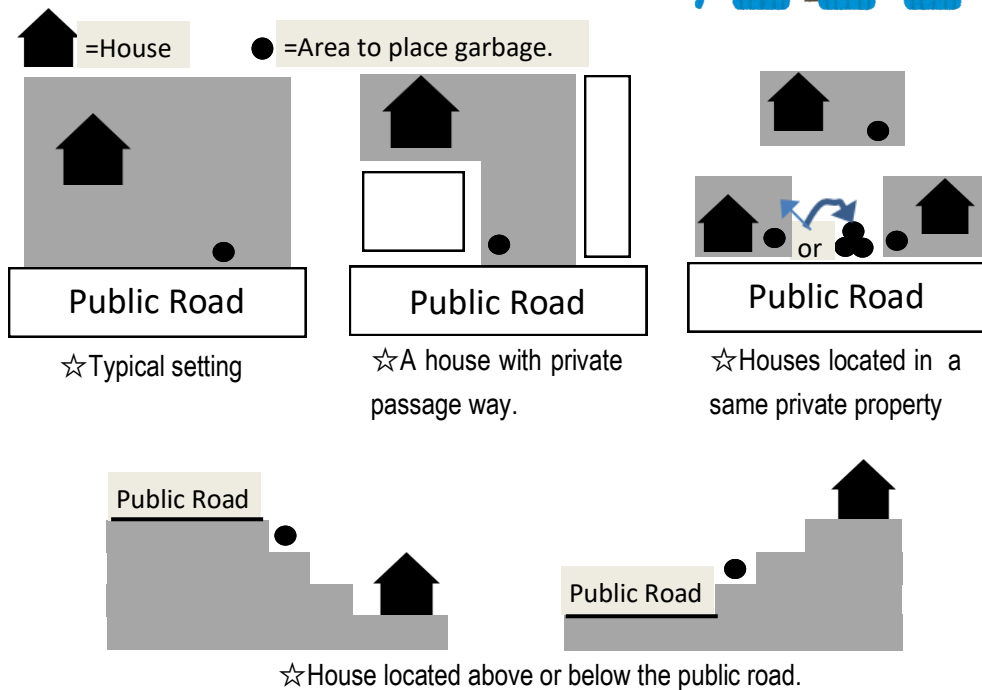 =House
=Area to place garbage.
or
Public Road
Public Road
Public Road
☆Typical setting
☆A house with private
passage way.
☆Houses located in a
same private property
Public Road
Public Road
☆House located above or below the public road.